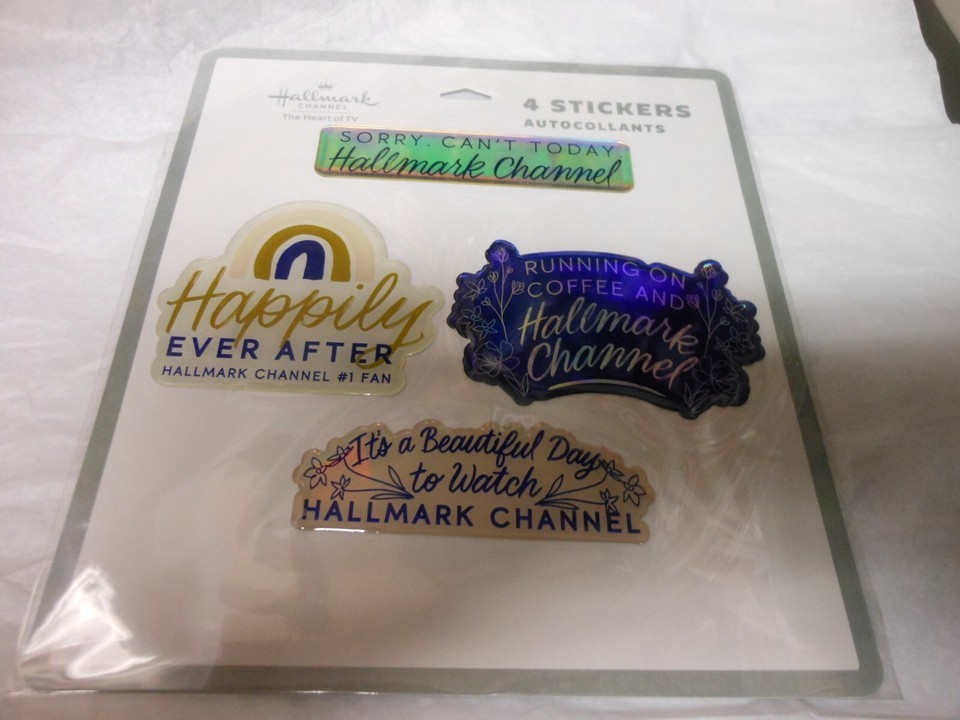 Hallmark
CHANNEL
The Heart of TV
4 STICKERS
AUTOCOLLANTS
SORRY, CAN'T TODAY
Hallmark Channel
Happily
EVER AFTER
HALLMARK CHANNEL #1 FAN
RUNNING ON
COFFEE AND
Hallmark
Channel
It's a Beautiful Day
to Watch
HALLMARK CHANNEL